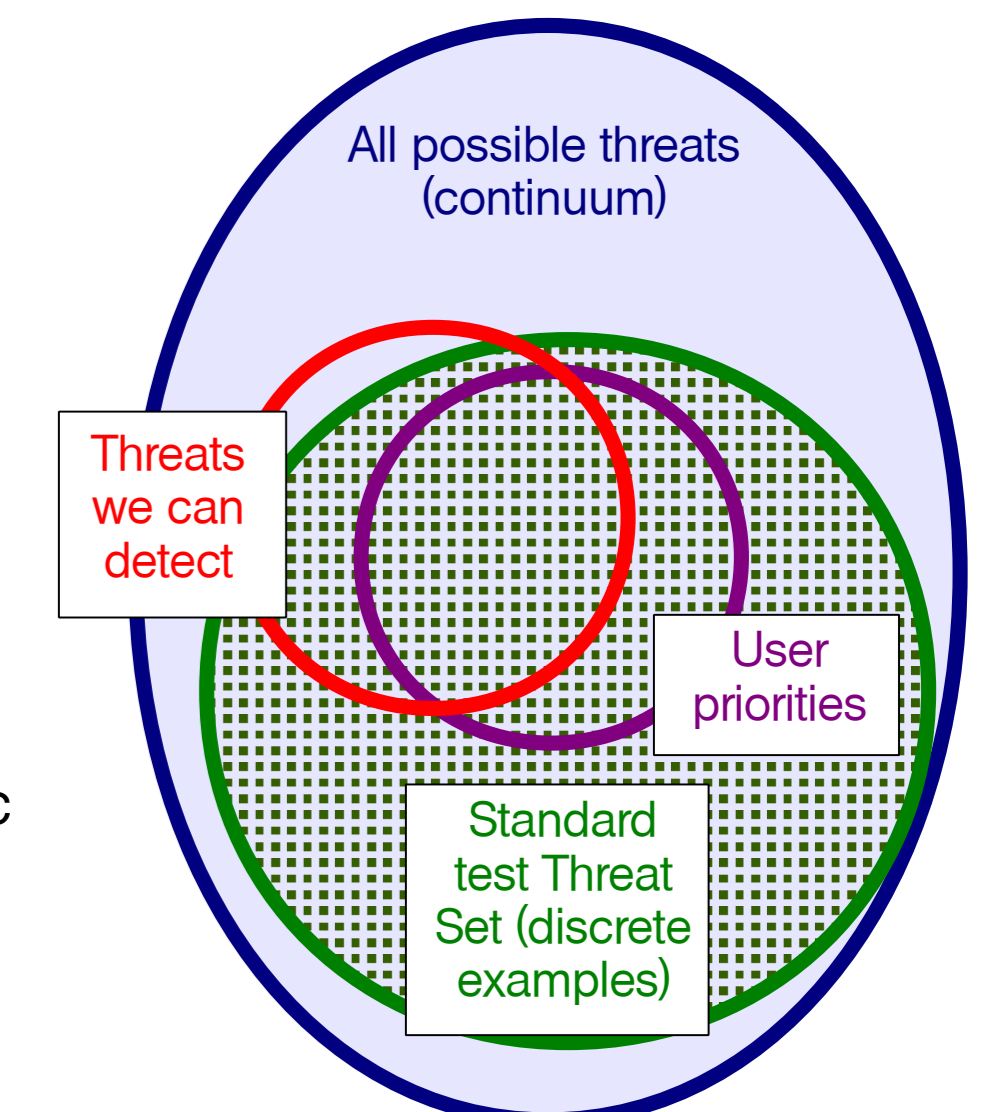 All possible threats
(continuum)
Threats
we can
detect
User
priorities
c
Standard
test Threat
Set (discrete
examples)